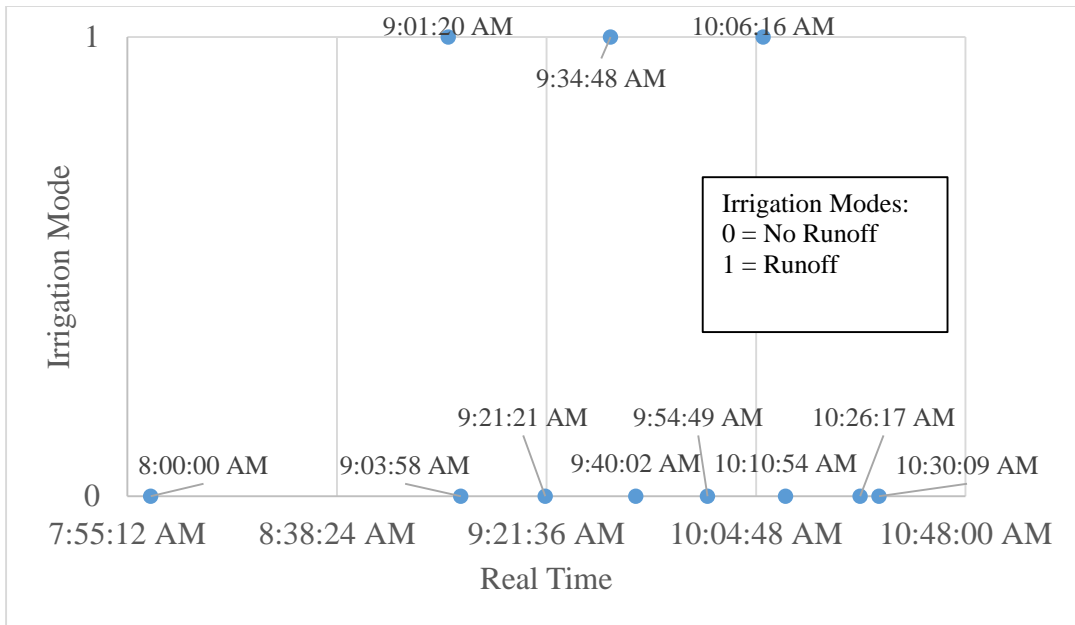 9:01:20 AM
10:06:16 AM
1
9:34:48 AM
Irrigation Mode
Irrigation Modes:
0 = No Runoff
1 = Runoff
9:21:21 AM
9:54:49 AM
10:26:17 AM
8:00:00 AM
9:03:58 AM
9:40:02 AM
10:10:54 AM
10:30:09 AM
0
7:55:12 AM
8:38:24 AM
9:21:36 AM
10:04:48 AM
10:48:00 AM
Real Time